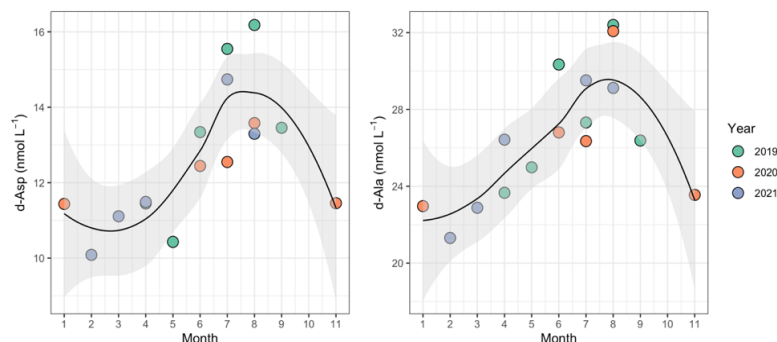 d-Asp (nmol L⁻¹)
16
14
12
10
1 2 3 4 5 6 7 8 9 10 11
Month
d-Ala (nmol L⁻¹)
32
28
24
20
1 2 3 4 5 6 7 8 9 10 11
Month
Year
2019
2020
2021